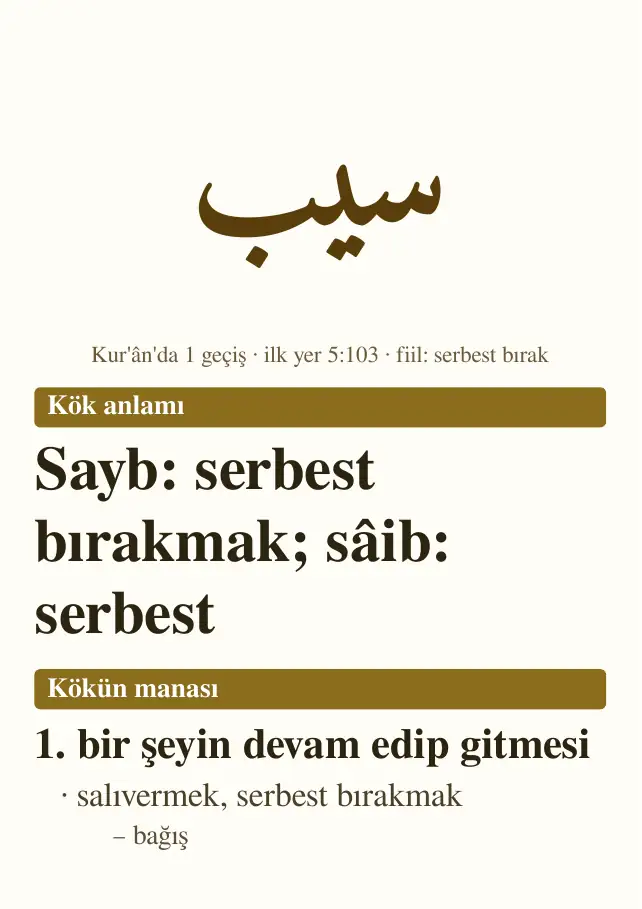 سيب
Kur'ân'da 1 geçiş · ilk yer 5:103 · fiil: serbest bırak
Kök anlamı
Sayb: serbest
bırakmak; sâib:
serbest
Kökün manası
1. bir şeyin devam edip gitmesi
· salıvermek, serbest bırakmak
– bağış